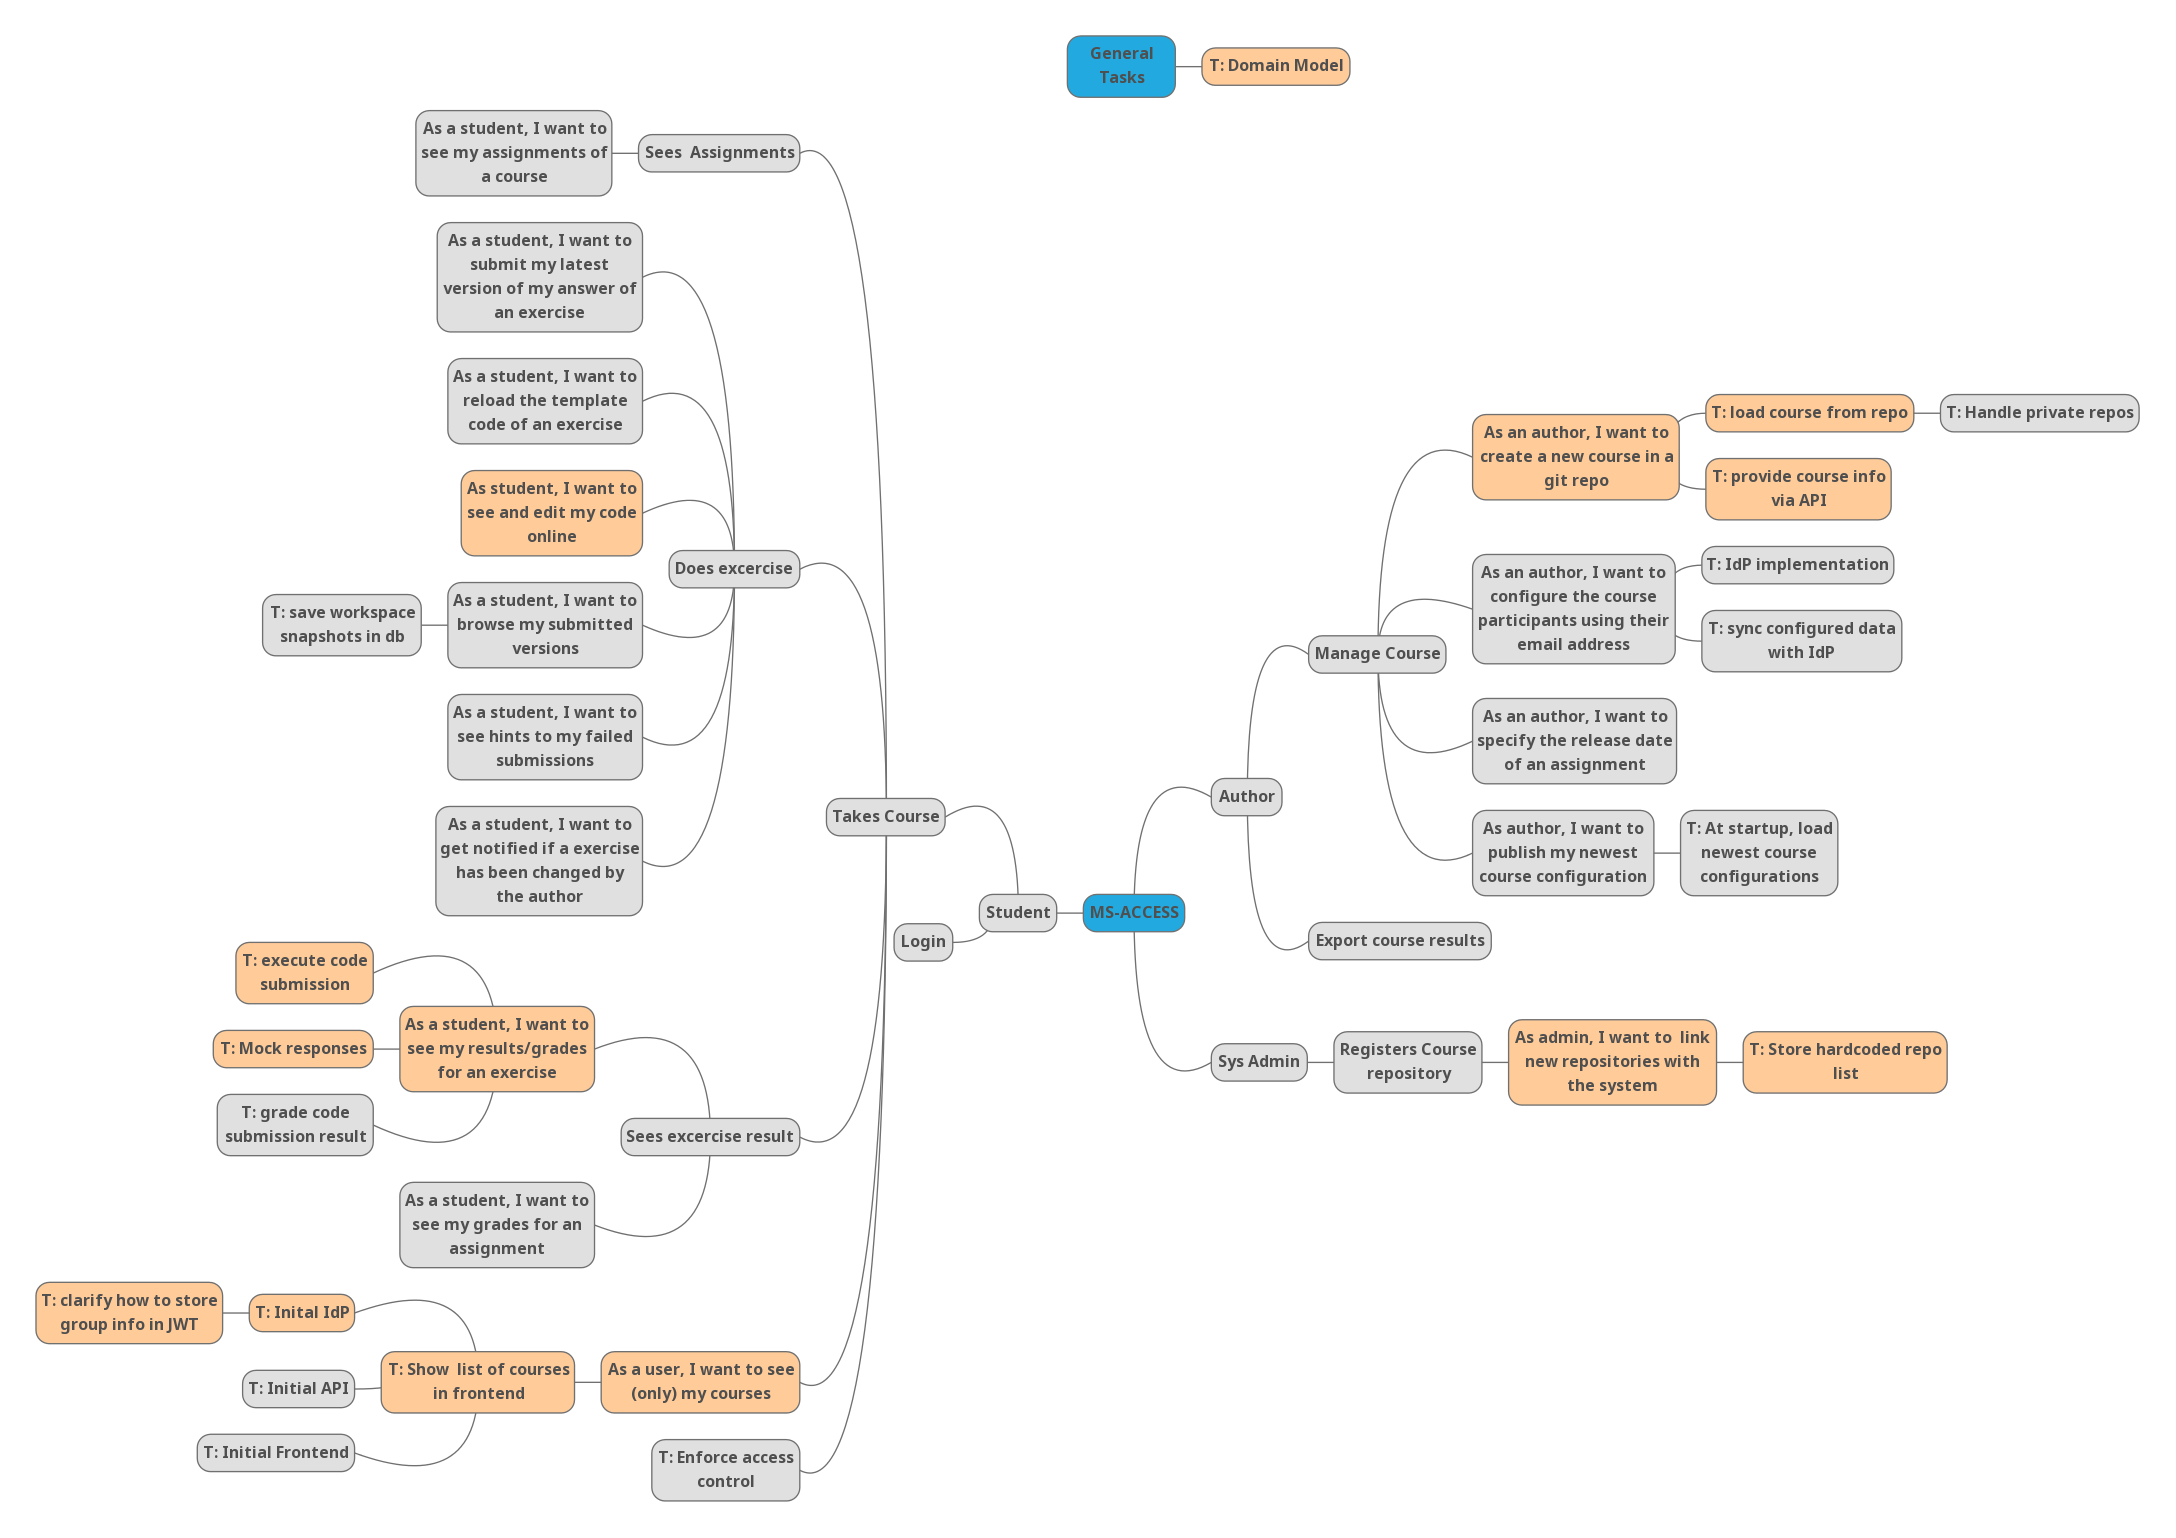 General
Tasks
T: Domain Model
As a student, I want to
see my assignments of
a course
Sees  Assignments
As a student, I want to
submit my latest
version of my answer of
an exercise
As a student, I want to
reload the template
code of an exercise
As student, I want to
see and edit my code
online
Does excercise
As a student, I want to
browse my submitted
versions
T: save workspace
snapshots in db
As a student, I want to
see hints to my failed
submissions
As a student, I want to
get notified if a exercise
has been changed by
the author
Takes Course
Student
Login
MS-ACCESS
T: execute code
submission
T: Mock responses
As a student, I want to
see my results/grades
for an exercise
T: grade code
submission result
Sees excercise result
As a student, I want to
see my grades for an
assignment
T: clarify how to store
group info in JWT
T: Inital IdP
T: Initial API
T: Initial Frontend
T: Show  list of courses
in frontend
As a user, I want to see
(only) my courses
T: Enforce access
control
Author
Manage Course
As an author, I want to
create a new course in a
git repo
T: load course from repo
T: Handle private repos
T: provide course info
via API
As an author, I want to
configure the course
participants using their
email address
T: IdP implementation
T: sync configured data
with IdP
As an author, I want to
specify the release date
of an assignment
As author, I want to
publish my newest
course configuration
T: At startup, load
newest course
configurations
Export course results
Sys Admin
Registers Course
repository
As admin, I want to  link
new repositories with
the system
T: Store hardcoded repo
list